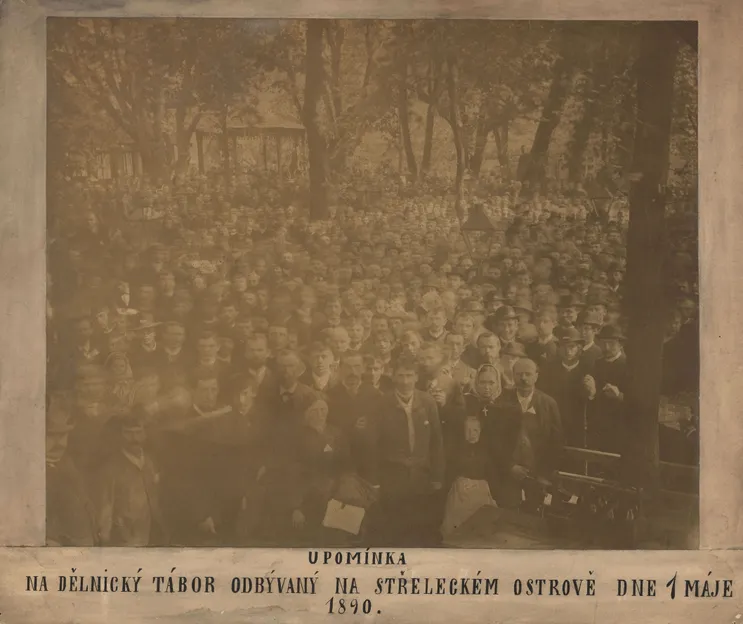 UPOMÍNKA
NA DĚLNICKÝ TÁBOR ODBÝVANÝ NA STŘELECKÉM OSTROVĚ DNE 1 MÁJE
1890.